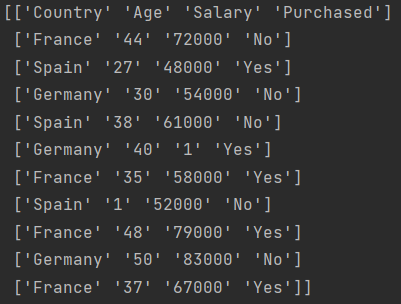 [['Country' 'Age' 'Salary' 'Purchased']
['France' '44' '72000' 'No']
['Spain' '27' '48000' 'Yes']
['Germany' '30' '54000' 'No']
['Spain' '38' '61000' 'No']
['Germany' '40' '1' 'Yes']
['France' '35' '58000' 'Yes']
['Spain' '1' '52000' 'No']
['France' '48' '79000' 'Yes']
['Germany' '50' '83000' 'No']
['France' '37' '67000' 'Yes']]